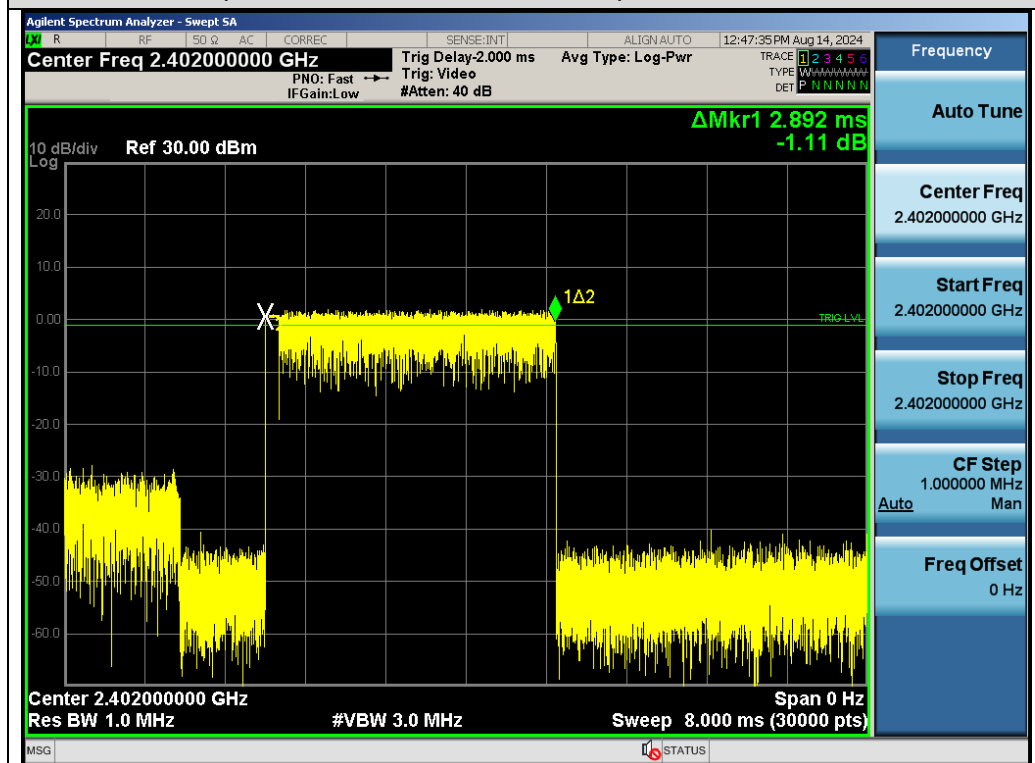 Agilent Spectrum Analyzer - Swept SA
LXI R RF 50 Ω AC CORREC SENSE:INT ALIGN AUTO 12:47:35 PM Aug 14, 2024
Center Freq 2.402000000 GHz
PNO: Fast
IFGain:Low
Trig Delay-2.000 ms
Trig: Video
#Atten: 40 dB
Avg Type: Log-Pwr
TRACE 1 2 3 4 5 6
TYPE WWWWWW
DET P N N N N N
ΔMkr1 2.892 ms
-1.11 dB
10 dB/div Ref 30.00 dBm
Log
20.0
10.0
0.00
-10.0
-20.0
-30.0
-40.0
-50.0
-60.0
X
1Δ2
TRIG LVL
Center 2.402000000 GHz Span 0 Hz
Res BW 1.0 MHz #VBW 3.0 MHz Sweep 8.000 ms (30000 pts)
MSG STATUS
Frequency
Auto Tune
Center Freq
2.402000000 GHz
Start Freq
2.402000000 GHz
Stop Freq
2.402000000 GHz
CF Step
1.000000 MHz
Auto Man
Freq Offset
0 Hz